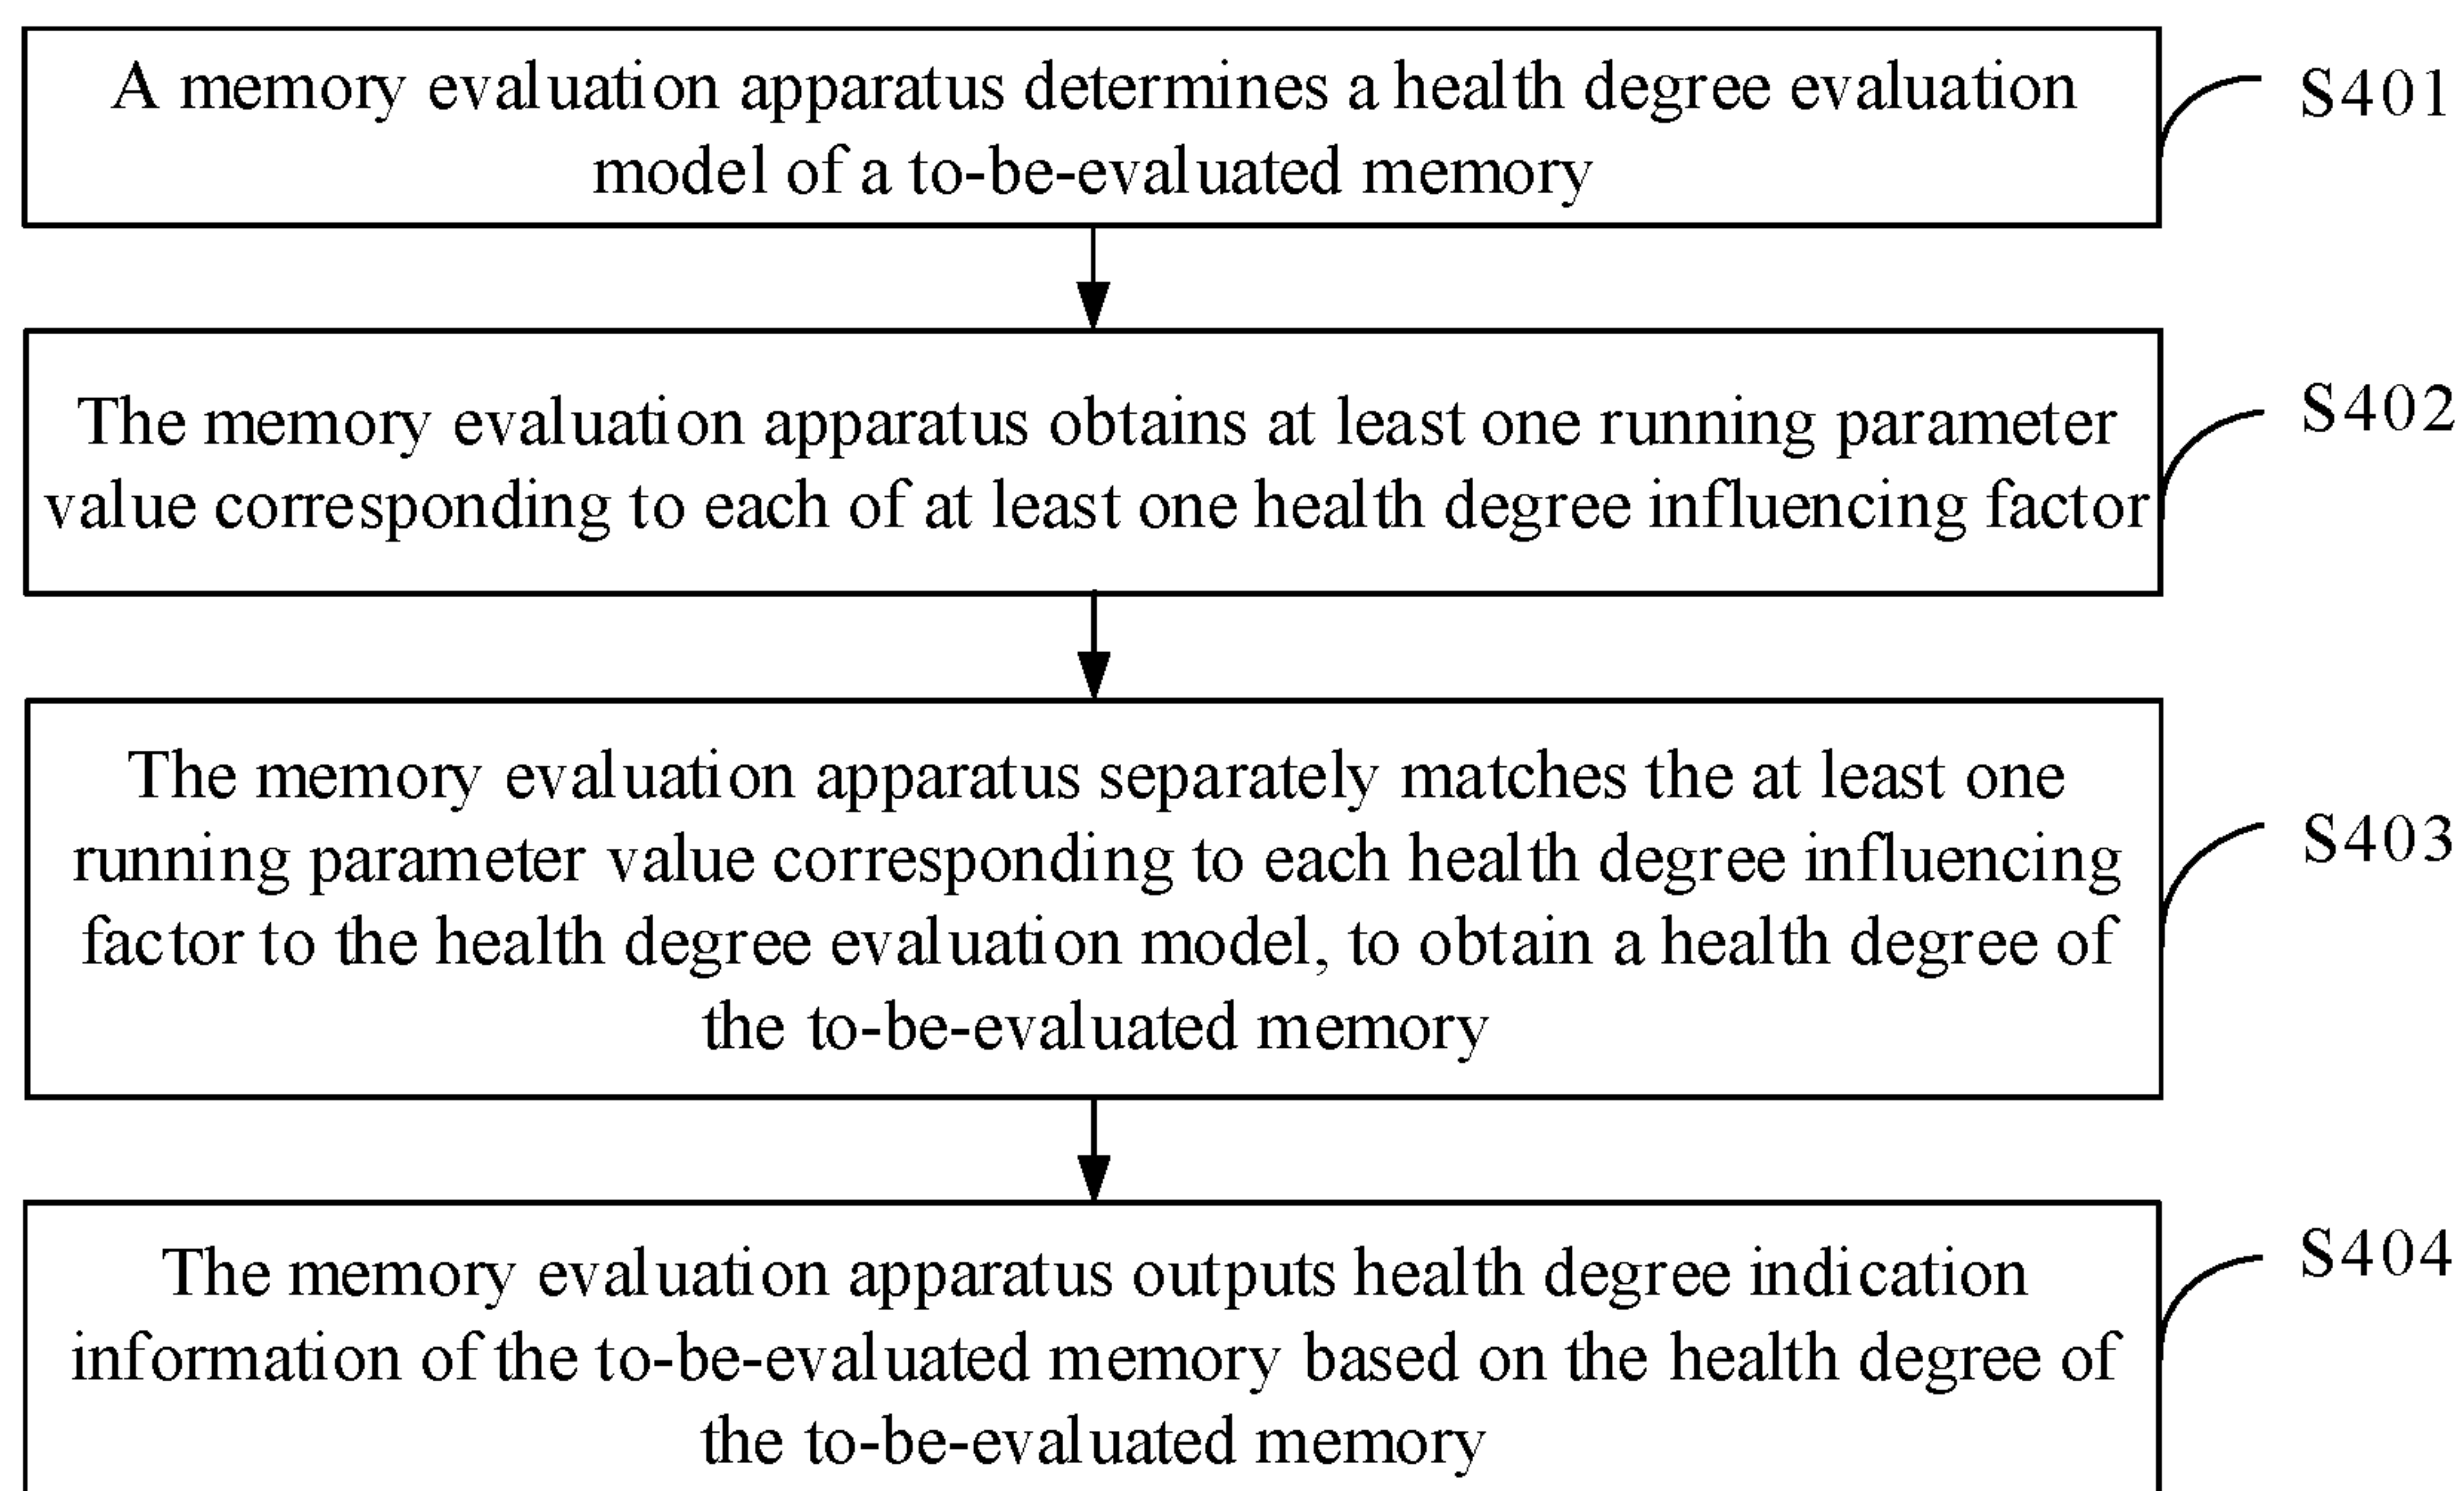 A memory evaluation apparatus determines a health degree evaluation
model of a to-be-evaluated memory
S401
The memory evaluation apparatus obtains at least one running parameter
value corresponding to each of at least one health degree influencing factor
S402
The memory evaluation apparatus separately matches the at least one
running parameter value corresponding to each health degree influencing
factor to the health degree evaluation model, to obtain a health degree of
the to-be-evaluated memory
S403
The memory evaluation apparatus outputs health degree indication
information of the to-be-evaluated memory based on the health degree of
the to-be-evaluated memory
S404